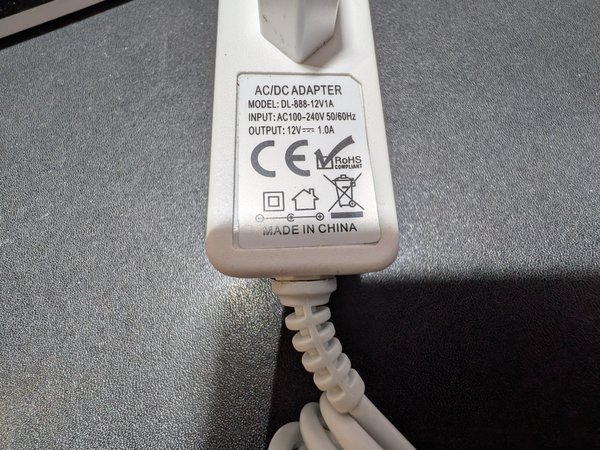 AC/DC ADAPTER
MODEL: DL-888-12V1A
INPUT: AC100-240V 50/60Hz
OUTPUT: 12V⎓1.0A
CE RoHS
COMPLIANT
MADE IN CHINA